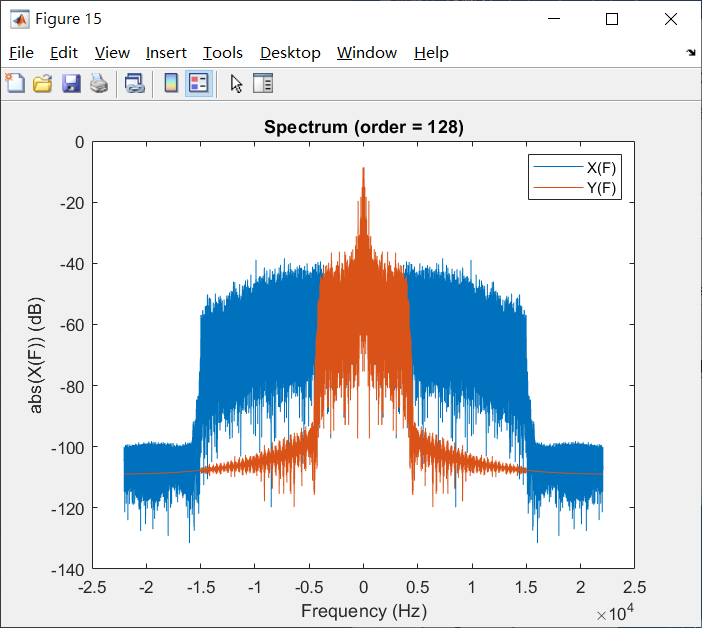 Figure 15
File Edit View Insert Tools Desktop Window Help
Spectrum (order = 128)
X(F)
Y(F)
0
-20
-40
-60
-80
-100
-120
-140
abs(X(F)) (dB)
-2.5 -2 -1.5 -1 -0.5 0 0.5 1 1.5 2 2.5
Frequency (Hz)
×10^4